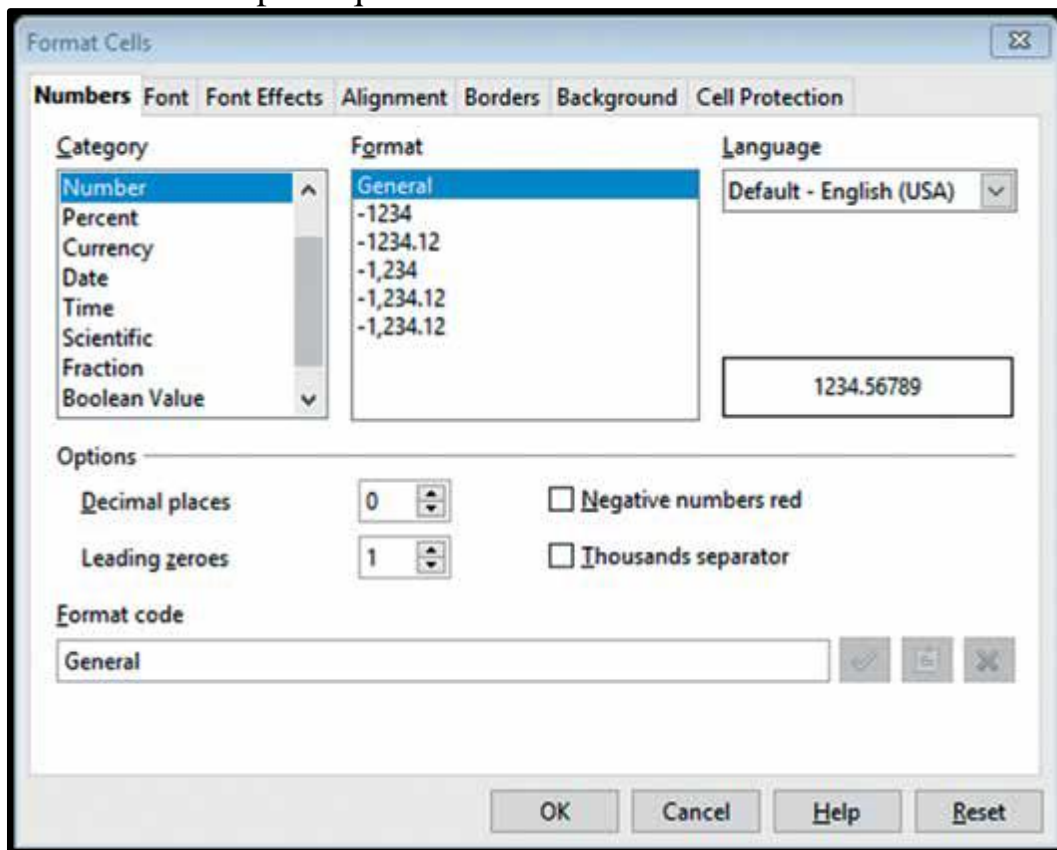 Format Cells
Numbers Font Font Effects Alignment Borders Background Cell Protection
Category
Number
Percent
Currency
Date
Time
Scientific
Fraction
Boolean Value
Format
General
-1234
-1234.12
-1,234
-1,234.12
-1,234.12
Language
Default - English (USA)
1234.56789
Options
Decimal places 0
Negative numbers red
Leading zeroes 1
Thousands separator
Format code
General
OK Cancel Help Reset